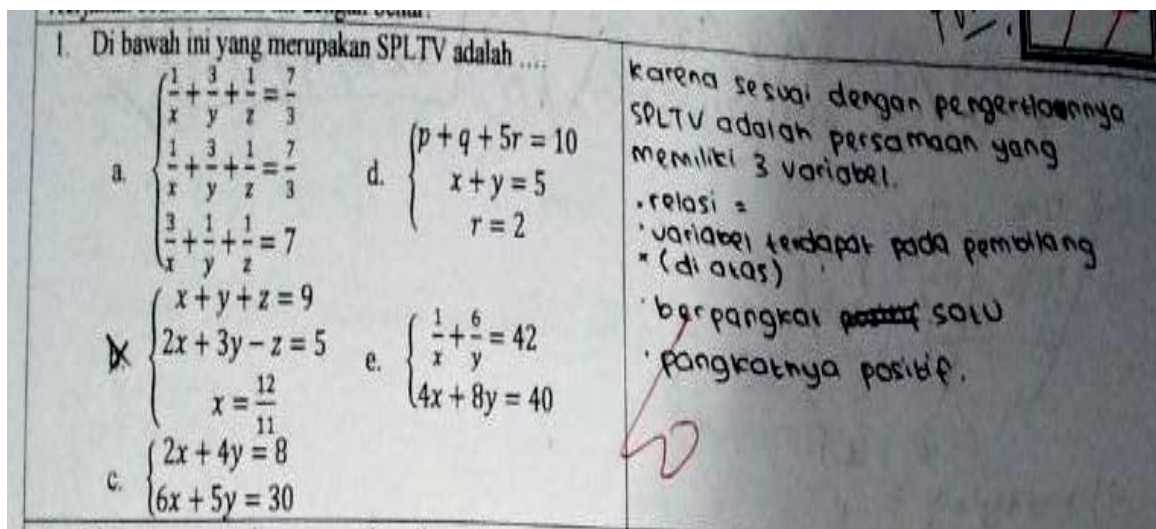 1. Di bawah ini yang merupakan SPLTV adalah ....
a. { 1/x + 3/y + 1/z = 7/3
1/x + 3/y + 1/z = 7/3
3/x + 1/y + 1/z = 7
d. { p + q + 5r = 10
x + y = 5
r = 2
b. { x + y + z = 9
2x + 3y − z = 5
x = 12/11
e. { 1/x + 6/y = 42
4x + 8y = 40
c. { 2x + 4y = 8
6x + 5y = 30
karena sesuai dengan pengertiannya
SPLTV adalah persamaan yang
memiliki 3 variabel.
. relasi =
· variabel terdapat pada pembilang
* (di atas)
· berpangkat satu
· pangkatnya positif.